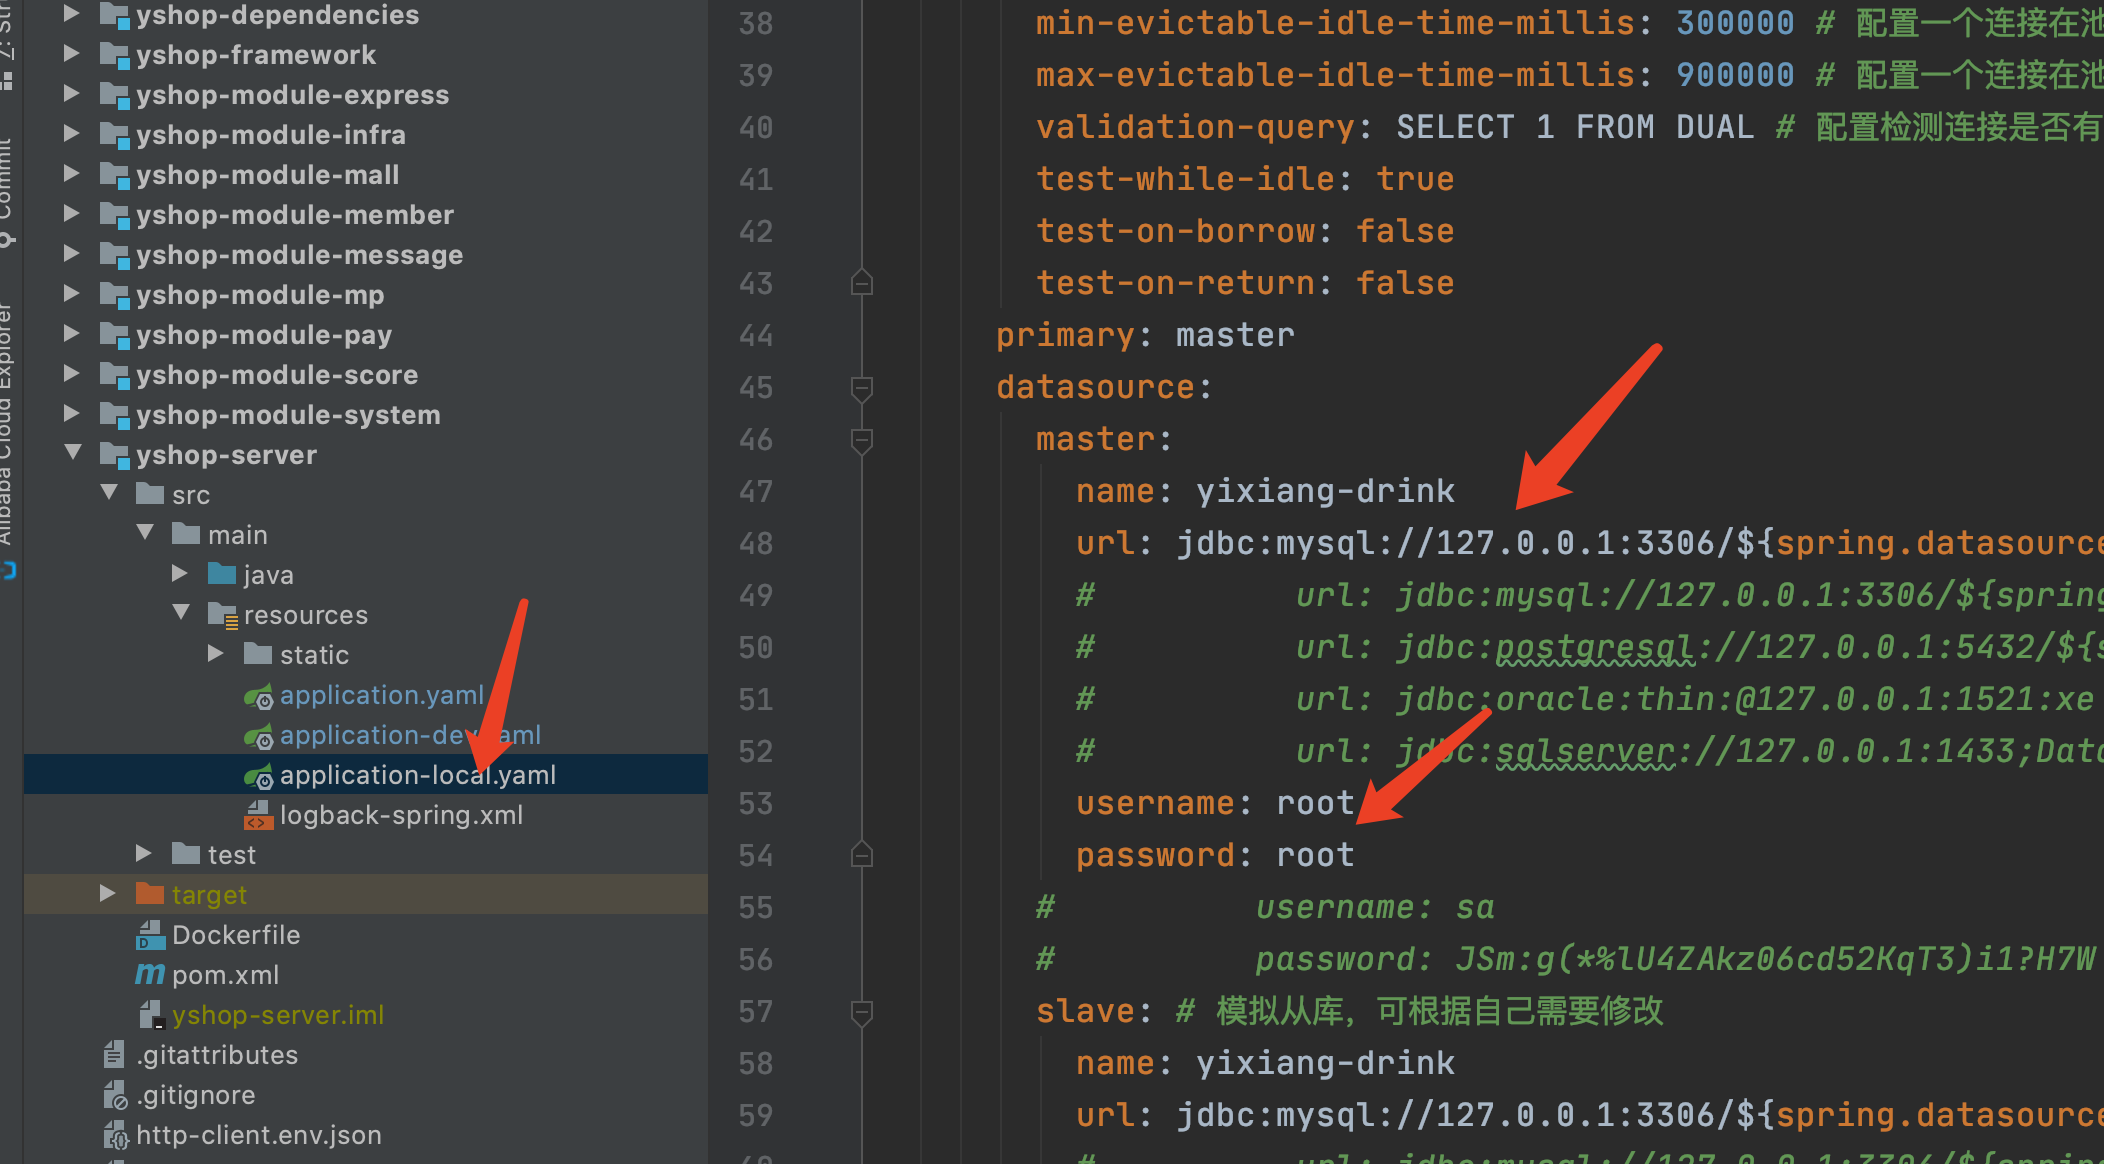 Z: Str
Commit
Alibaba Cloud Explorer
yshop-dependencies
yshop-framework
yshop-module-express
yshop-module-infra
yshop-module-mall
yshop-module-member
yshop-module-message
yshop-module-mp
yshop-module-pay
yshop-module-score
yshop-module-system
yshop-server
src
main
java
resources
static
application.yaml
application-dev.yaml
application-local.yaml
logback-spring.xml
test
target
Dockerfile
pom.xml
yshop-server.iml
.gitattributes
.gitignore
http-client.env.json
38 min-evictable-idle-time-millis: 300000 # 配置一个连接在池
39 max-evictable-idle-time-millis: 900000 # 配置一个连接在池
40 validation-query: SELECT 1 FROM DUAL # 配置检测连接是否有
41 test-while-idle: true
42 test-on-borrow: false
43 test-on-return: false
44 primary: master
45 datasource:
46 master:
47 name: yixiang-drink
48 url: jdbc:mysql://127.0.0.1:3306/${spring.datasource
49 # url: jdbc:mysql://127.0.0.1:3306/${spring
50 # url: jdbc:postgresql://127.0.0.1:5432/${s
51 # url: jdbc:oracle:thin:@127.0.0.1:1521:xe
52 # url: jdbc:sqlserver://127.0.0.1:1433;Data
53 username: root
54 password: root
55 # username: sa
56 # password: JSm:g(*%lU4ZAkz06cd52KqT3)i1?H7W
57 slave: # 模拟从库，可根据自己需要修改
58 name: yixiang-drink
59 url: jdbc:mysql://127.0.0.1:3306/${spring.datasource
60 # url: jdbc:mysql://127.0.0.1:3306/${spring